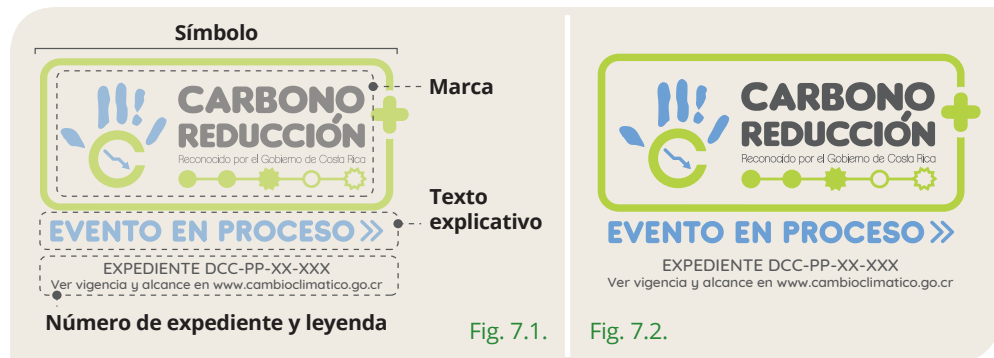 Símbolo
CARBONO
REDUCCIÓN
Reconocido por el Gobierno de Costa Rica
Marca
EVENTO EN PROCESO
Texto
explicativo
EXPEDIENTE DCC-PP-XX-XXX
Ver vigencia y alcance en www.cambioclimatico.go.cr
Número de expediente y leyenda
Fig. 7.1.
CARBONO
REDUCCIÓN
Reconocido por el Gobierno de Costa Rica
EVENTO EN PROCESO
EXPEDIENTE DCC-PP-XX-XXX
Ver vigencia y alcance en www.cambioclimatico.go.cr
Fig. 7.2.